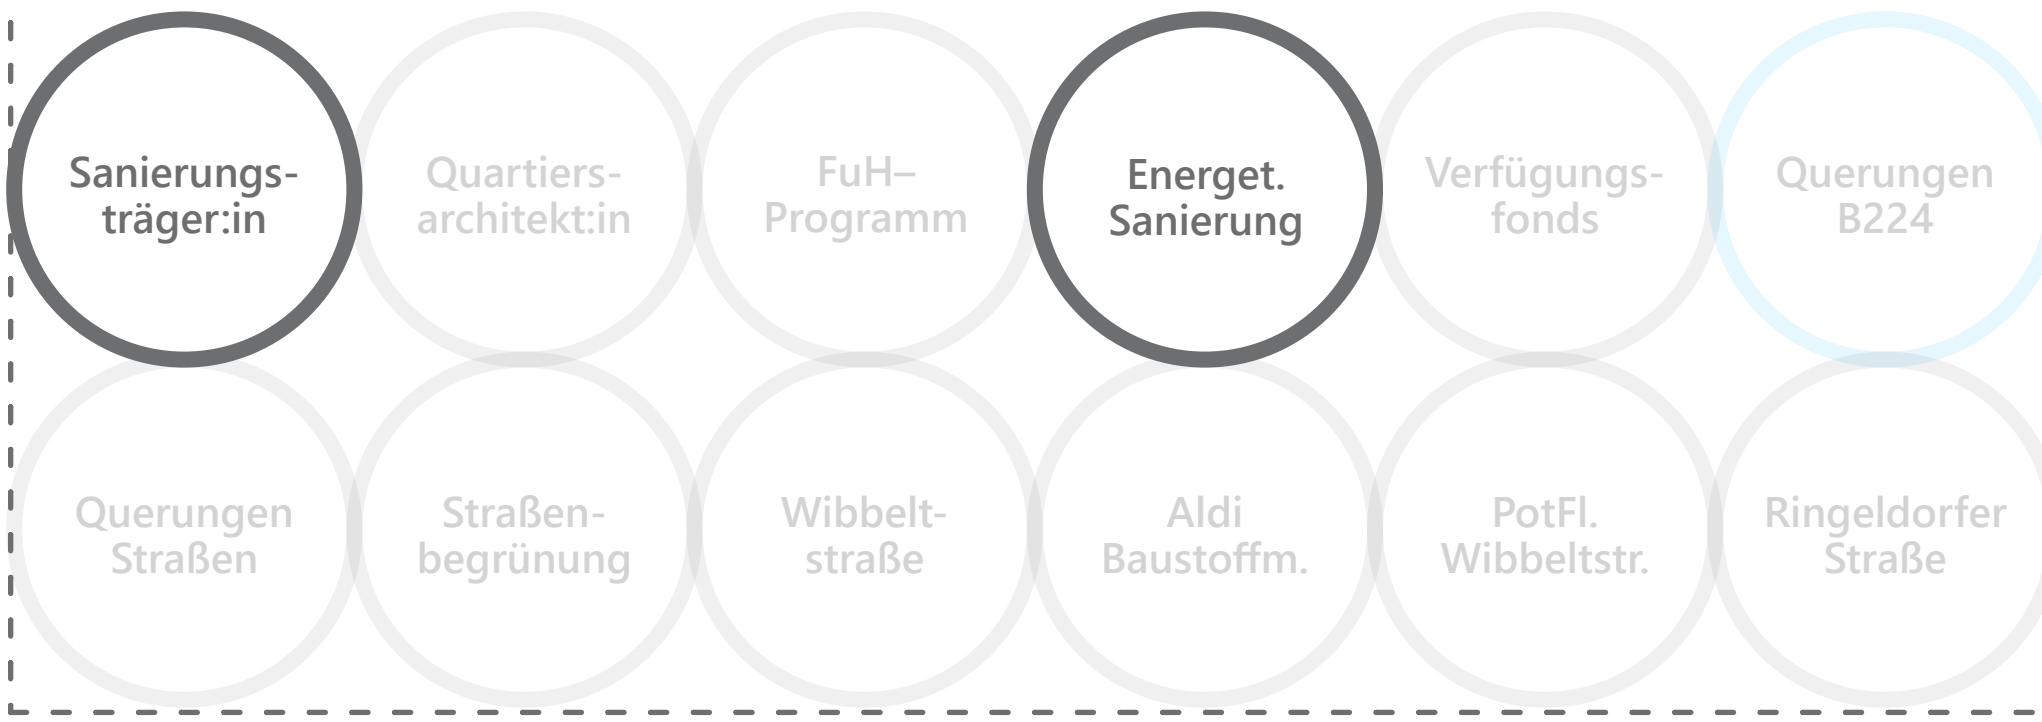 Sanierungs-
träger:in
Quartiers-
architekt:in
FuH–
Programm
Energet.
Sanierung
Verfügungs-
fonds
Querungen
B224
Querungen
Straßen
Straßen-
begrünung
Wibbelt-
straße
Aldi
Baustoffm.
PotFl.
Wibbeltstr.
Ringeldorfer
Straße